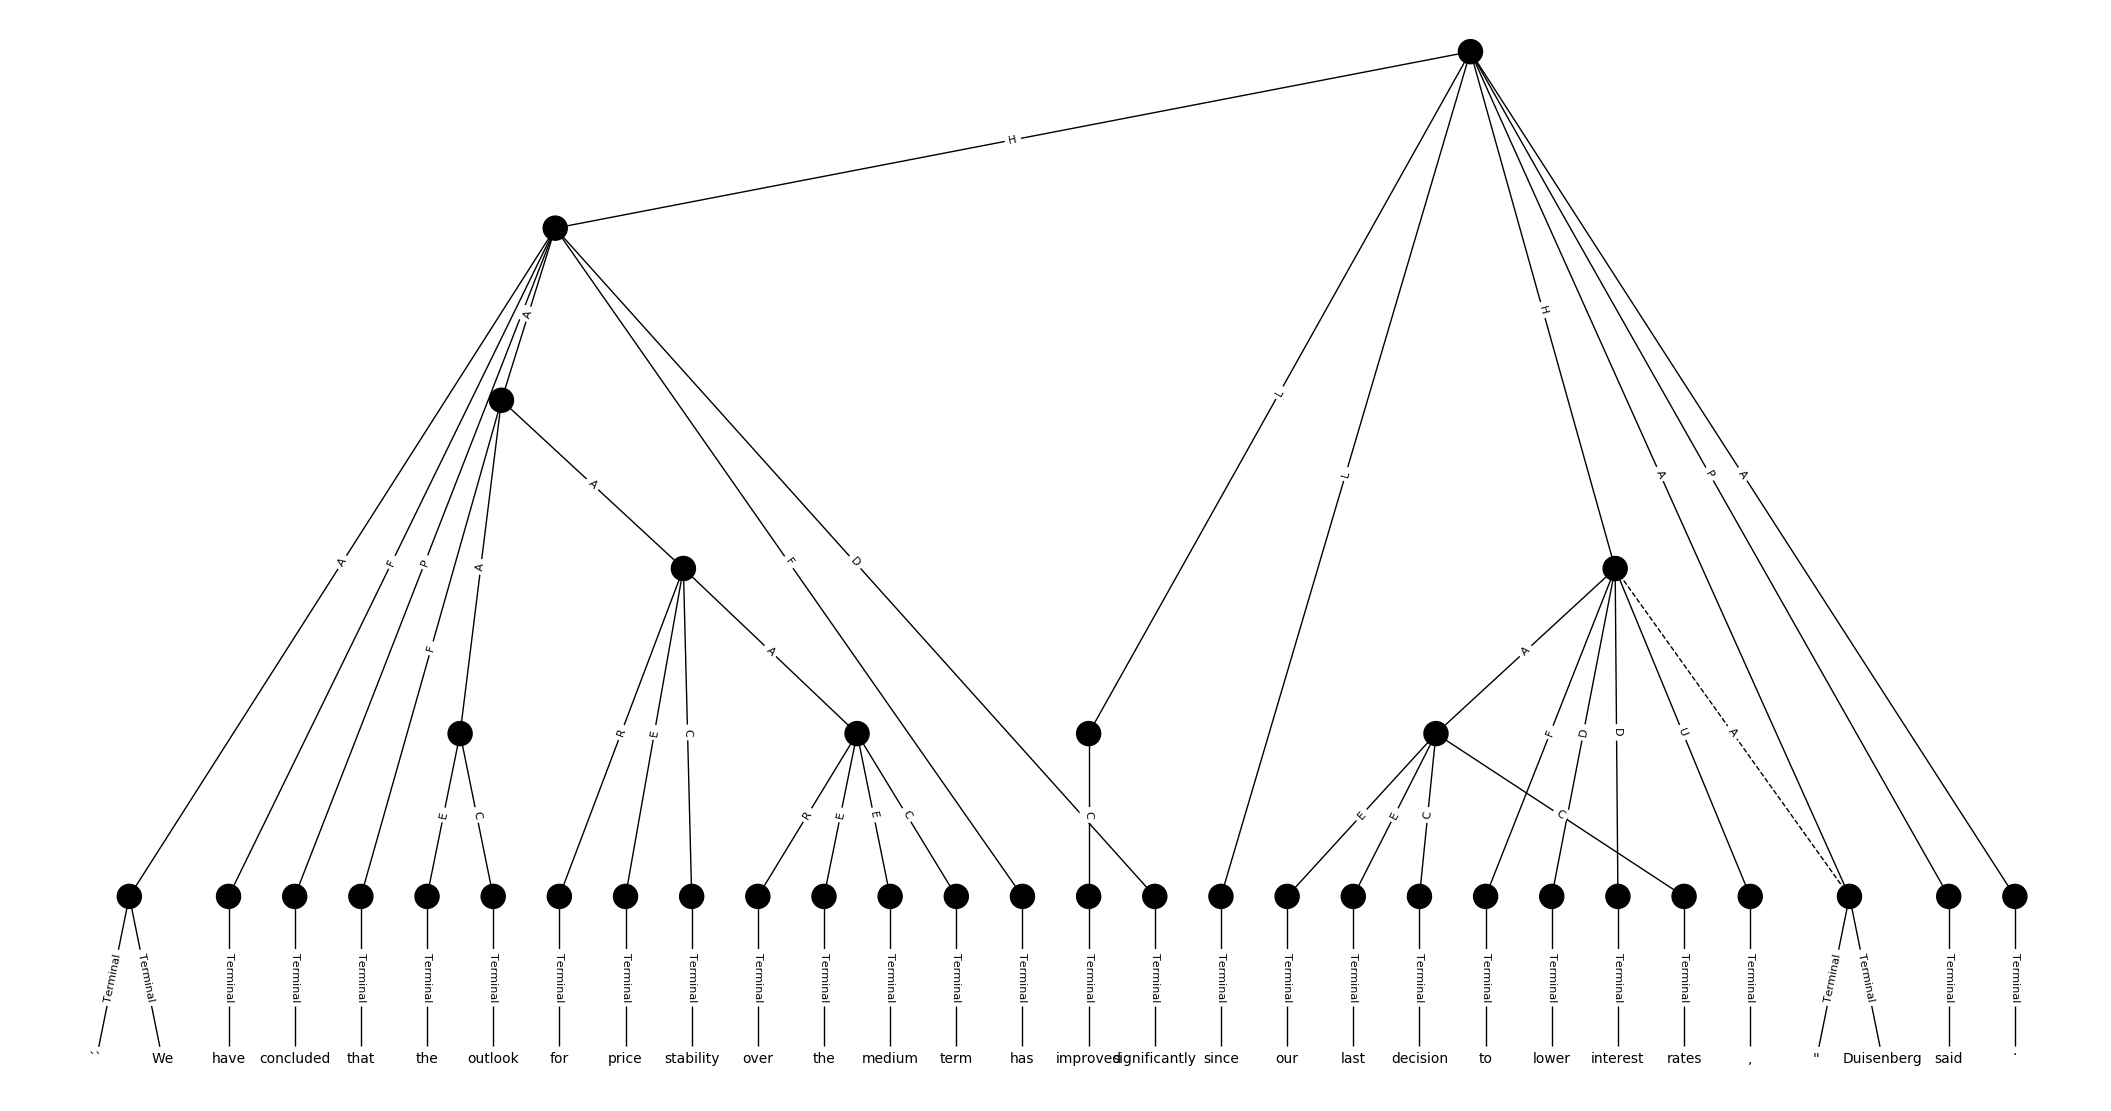 H
A
A
L
H
L
A
P
A
A
F
P
A
F
D
F
A
A
R
E
C
A
F
D
D
U
A
E
C
R
E
E
C
C
E
E
C
C
Terminal Terminal Terminal Terminal Terminal Terminal Terminal Terminal Terminal Terminal Terminal Terminal Terminal Terminal Terminal Terminal Terminal Terminal Terminal Terminal Terminal Terminal Terminal Terminal Terminal Terminal Terminal Terminal Terminal Terminal
`` We have concluded that the outlook for price stability over the medium term has improved significantly since our last decision to lower interest rates , " Duisenberg said .